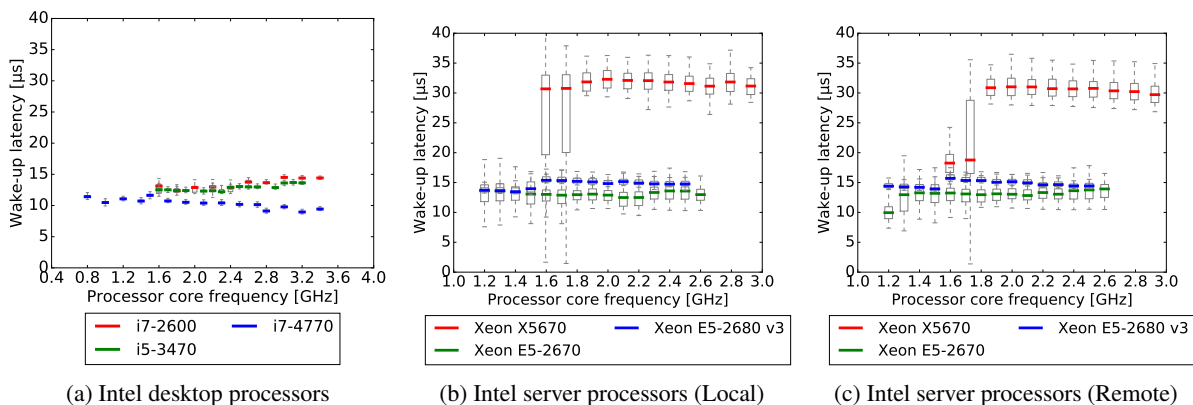 40
35
30
25
20
15
10
5
0
Wake-up latency [µs]
0.4 0.8 1.2 1.6 2.0 2.4 2.8 3.2 3.6 4.0
Processor core frequency [GHz]
i7-2600 i7-4770
i5-3470
(a) Intel desktop processors
40
35
30
25
20
15
10
5
0
Wake-up latency [µs]
1.0 1.2 1.4 1.6 1.8 2.0 2.2 2.4 2.6 2.8 3.0
Processor core frequency [GHz]
Xeon X5670 Xeon E5-2680 v3
Xeon E5-2670
(b) Intel server processors (Local)
40
35
30
25
20
15
10
5
0
Wake-up latency [µs]
1.0 1.2 1.4 1.6 1.8 2.0 2.2 2.4 2.6 2.8 3.0
Processor core frequency [GHz]
Xeon X5670 Xeon E5-2680 v3
Xeon E5-2670
(c) Intel server processors (Remote)